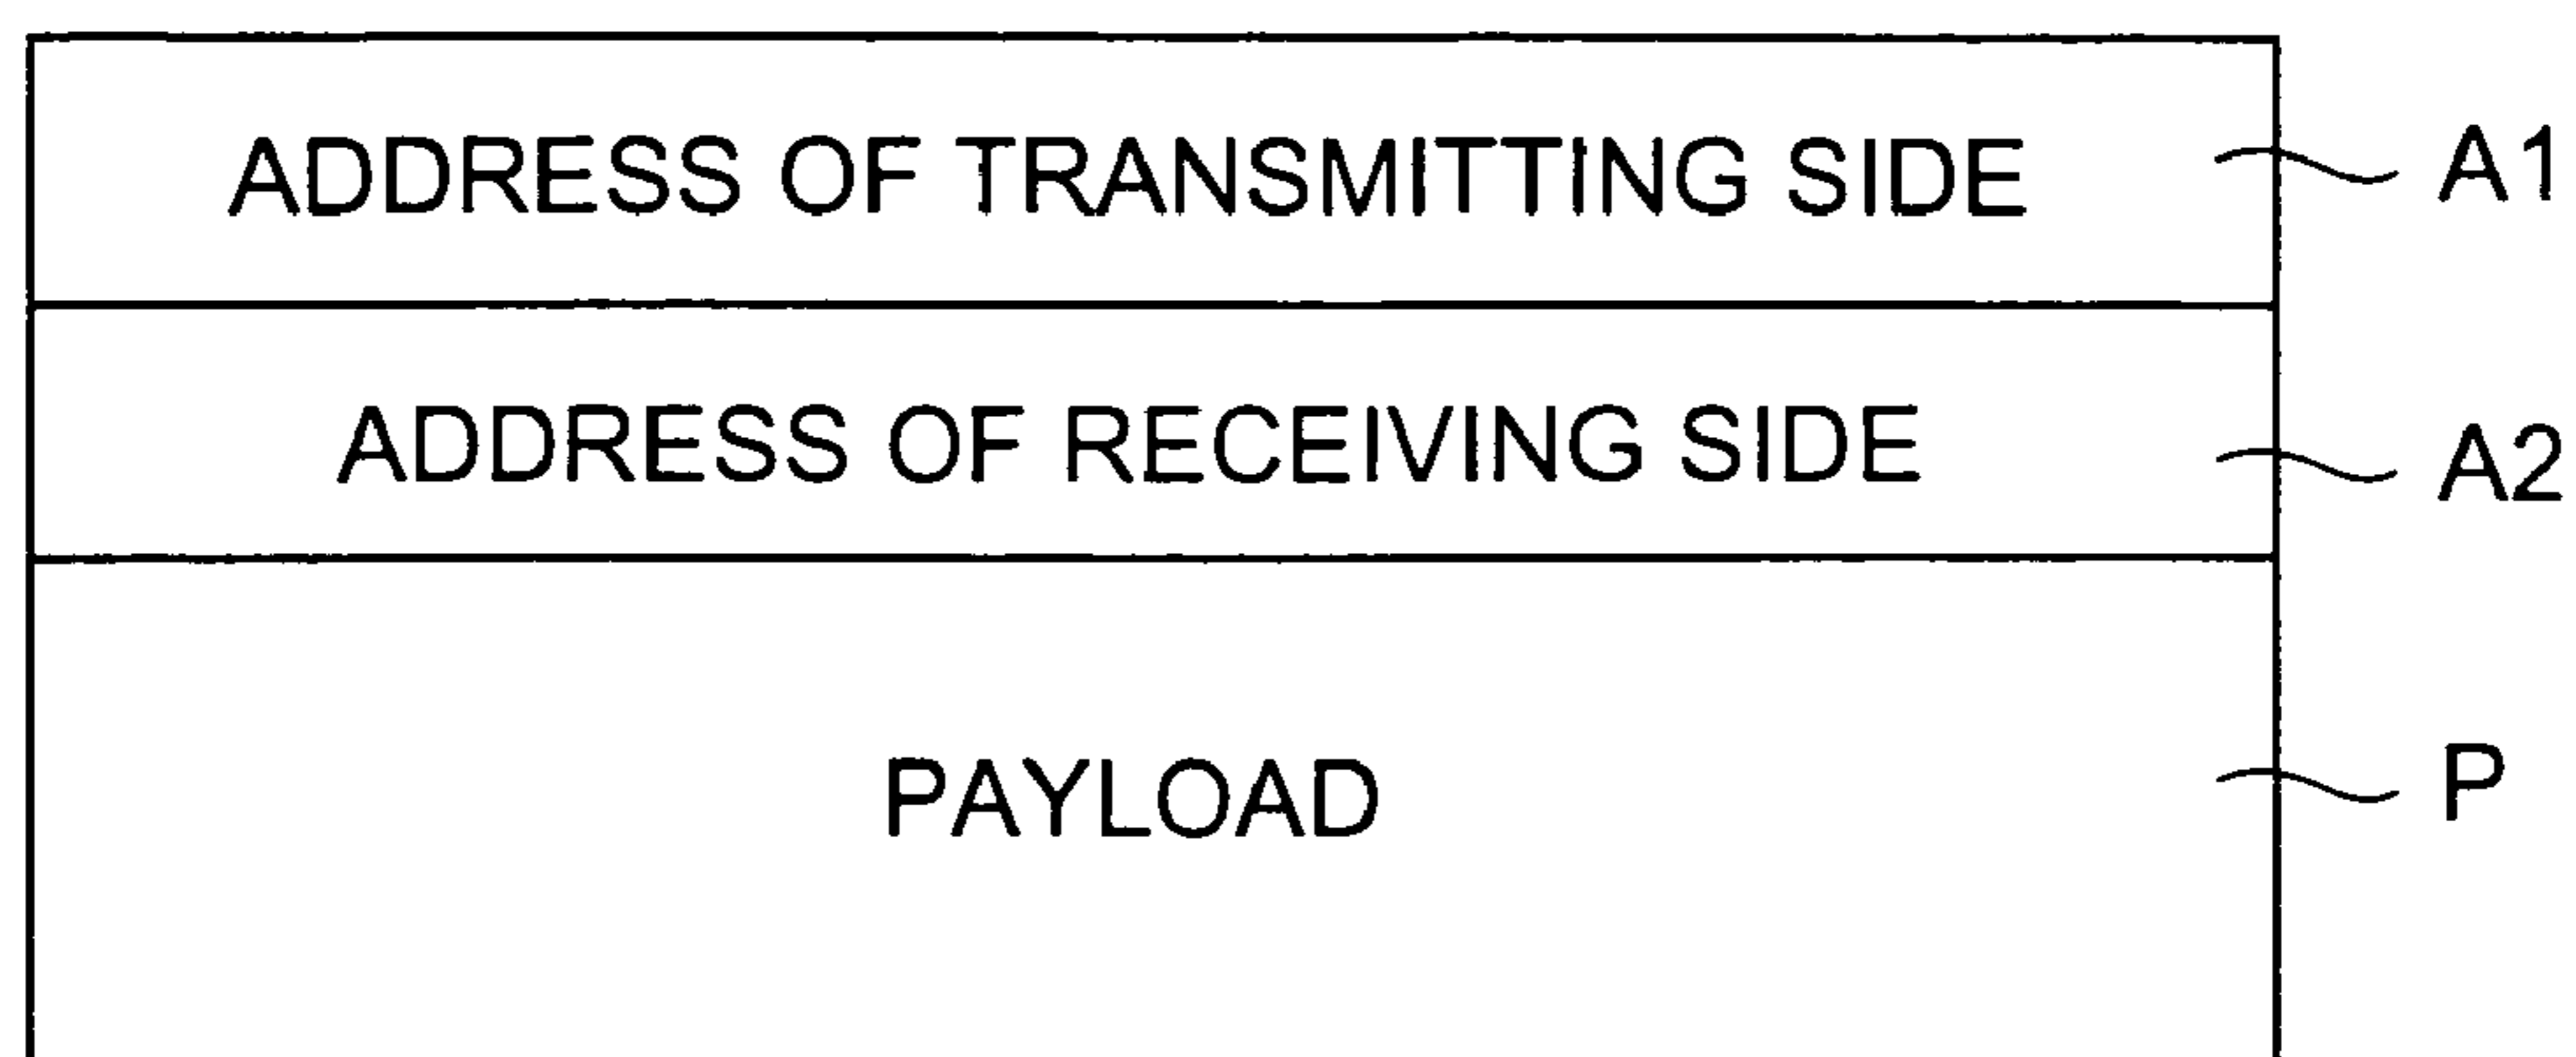 ADDRESS OF TRANSMITTING SIDE A1
ADDRESS OF RECEIVING SIDE A2
PAYLOAD P